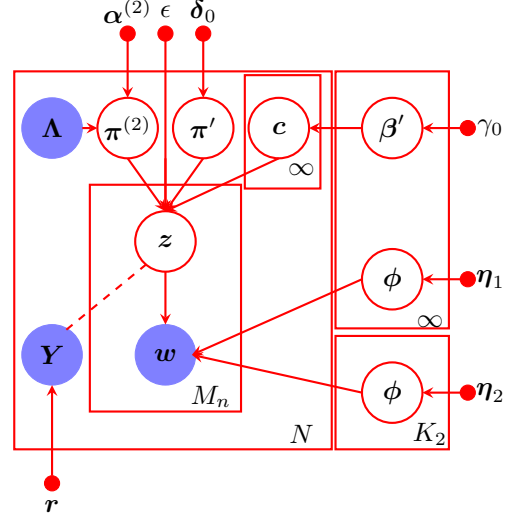 α⁽²⁾ ϵ δ₀
Λ π⁽²⁾ π′ c β′ γ₀
∞
z
ϕ η₁
∞
Y w
ϕ η₂
Mₙ
N K₂
r